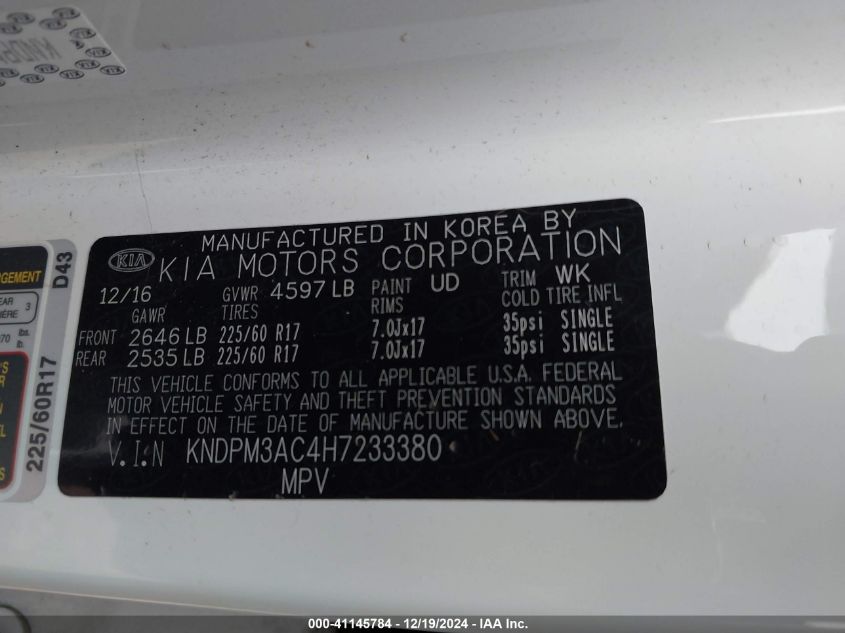 KIA
MANUFACTURED IN KOREA BY
KIA MOTORS CORPORATION
12/16 GVWR 4597 LB PAINT UD TRIM WK
GAWR TIRES RIMS COLD TIRE INFL
FRONT 2646 LB 225/60 R17 7.0Jx17 35psi SINGLE
REAR 2535 LB 225/60 R17 7.0Jx17 35psi SINGLE
THIS VEHICLE CONFORMS TO ALL APPLICABLE U.S.A. FEDERAL
MOTOR VEHICLE SAFETY AND THEFT PREVENTION STANDARDS
IN EFFECT ON THE DATE OF MANUFACTURE SHOWN ABOVE.
V.I.N KNDPM3AC4H7233380
MPV
D43
225/60R17
3
lbs.
000-41145784 - 12/19/2024 - IAA Inc.